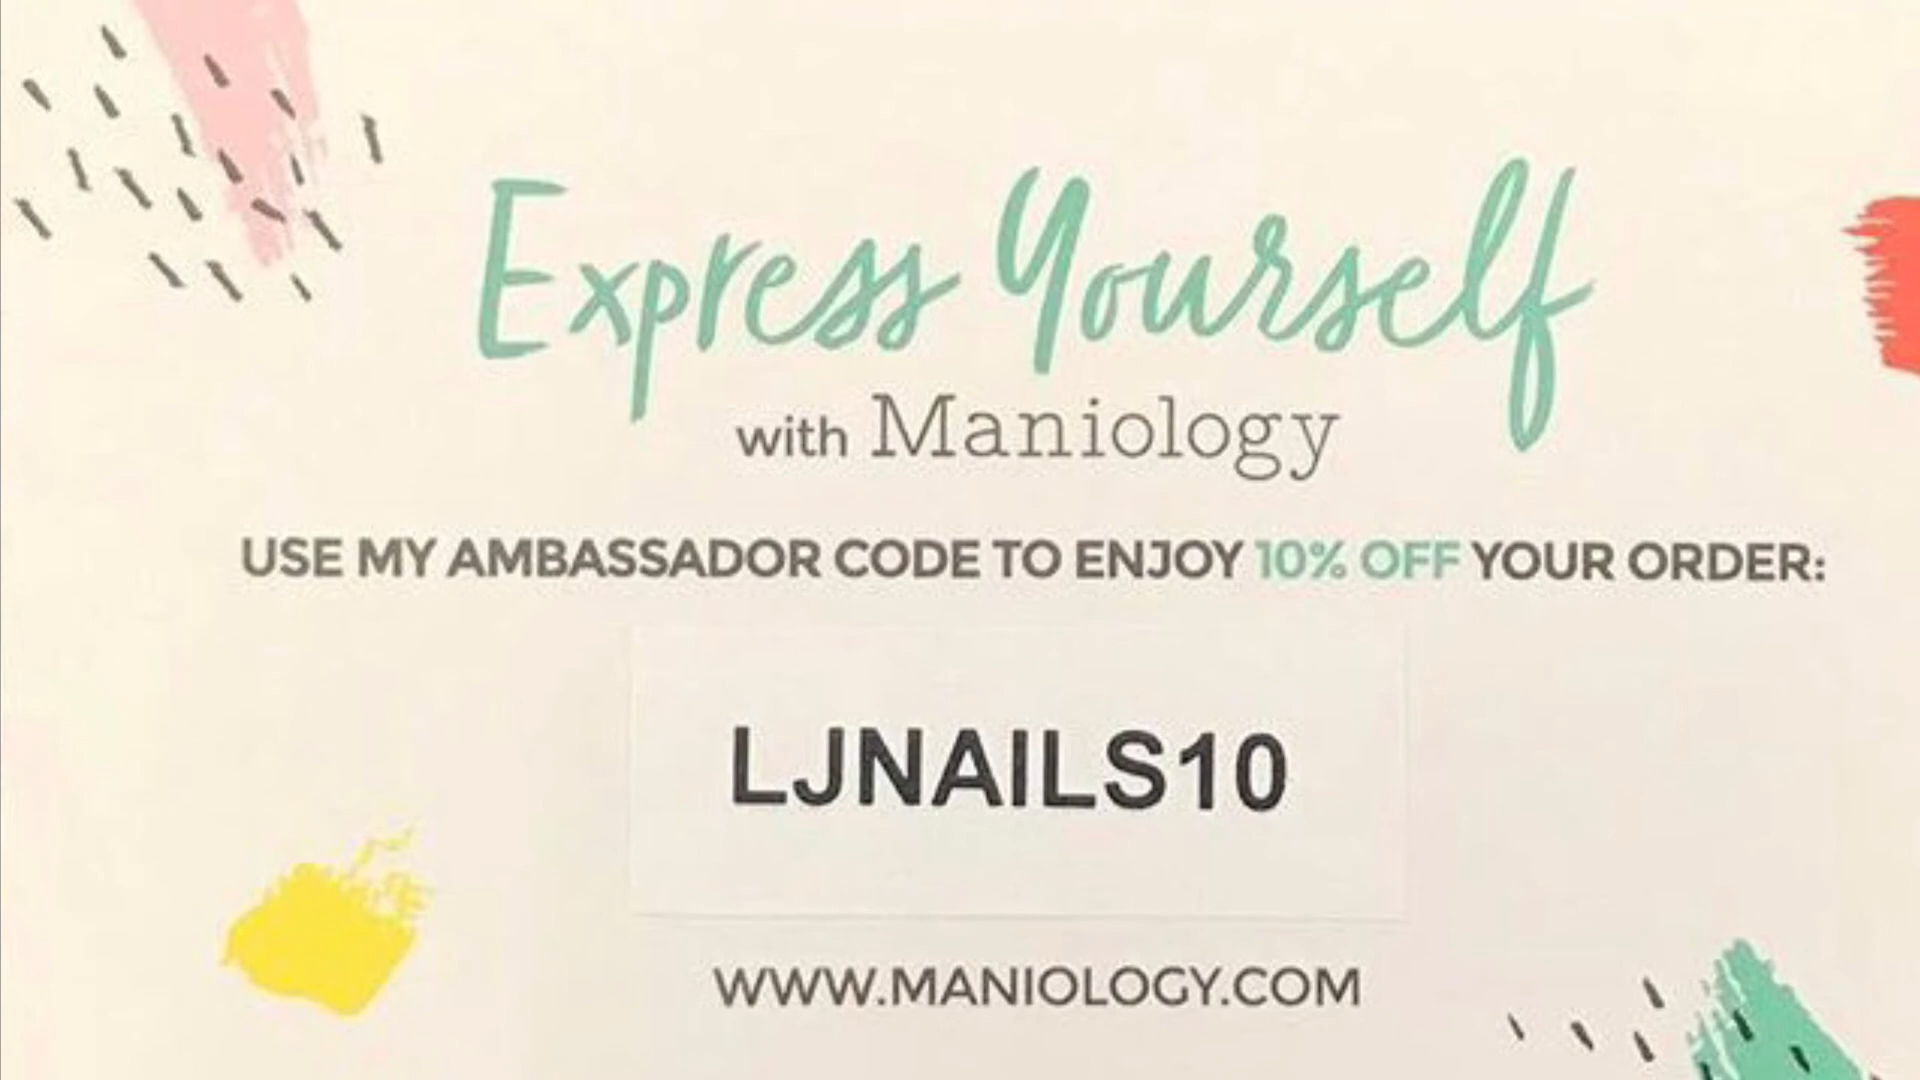 Express Yourself
with Maniology
USE MY AMBASSADOR CODE TO ENJOY 10% OFF YOUR ORDER:
LJNAILS10
WWW.MANIOLOGY.COM